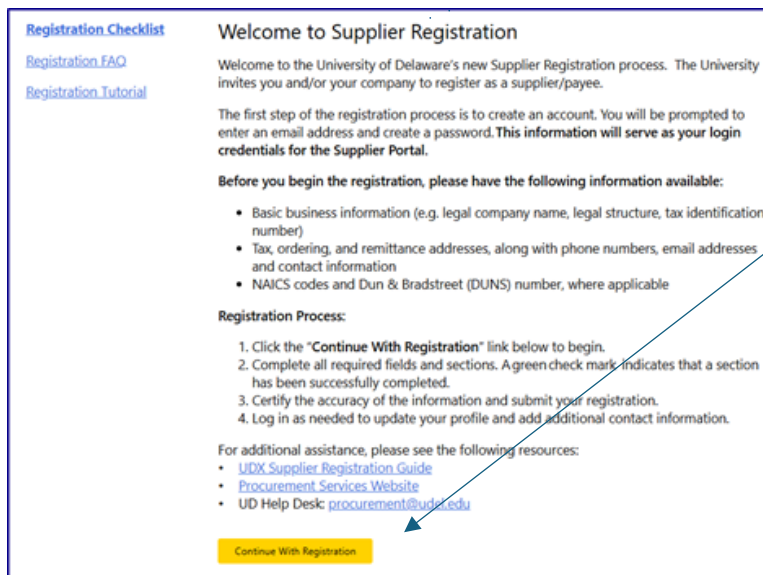 Registration Checklist
Registration FAQ
Registration Tutorial
Welcome to Supplier Registration
Welcome to the University of Delaware's new Supplier Registration process. The University
invites you and/or your company to register as a supplier/payee.
The first step of the registration process is to create an account. You will be prompted to
enter an email address and create a password. This information will serve as your login
credentials for the Supplier Portal.
Before you begin the registration, please have the following information available:
• Basic business information (e.g. legal company name, legal structure, tax identification
number)
• Tax, ordering, and remittance addresses, along with phone numbers, email addresses
and contact information
• NAICS codes and Dun & Bradstreet (DUNS) number, where applicable
Registration Process:
1. Click the "Continue With Registration" link below to begin.
2. Complete all required fields and sections. A green check mark indicates that a section
has been successfully completed.
3. Certify the accuracy of the information and submit your registration.
4. Log in as needed to update your profile and add additional contact information.
For additional assistance, please see the following resources:
• UDX Supplier Registration Guide
• Procurement Services Website
• UD Help Desk: procurement@udel.edu
Continue With Registration